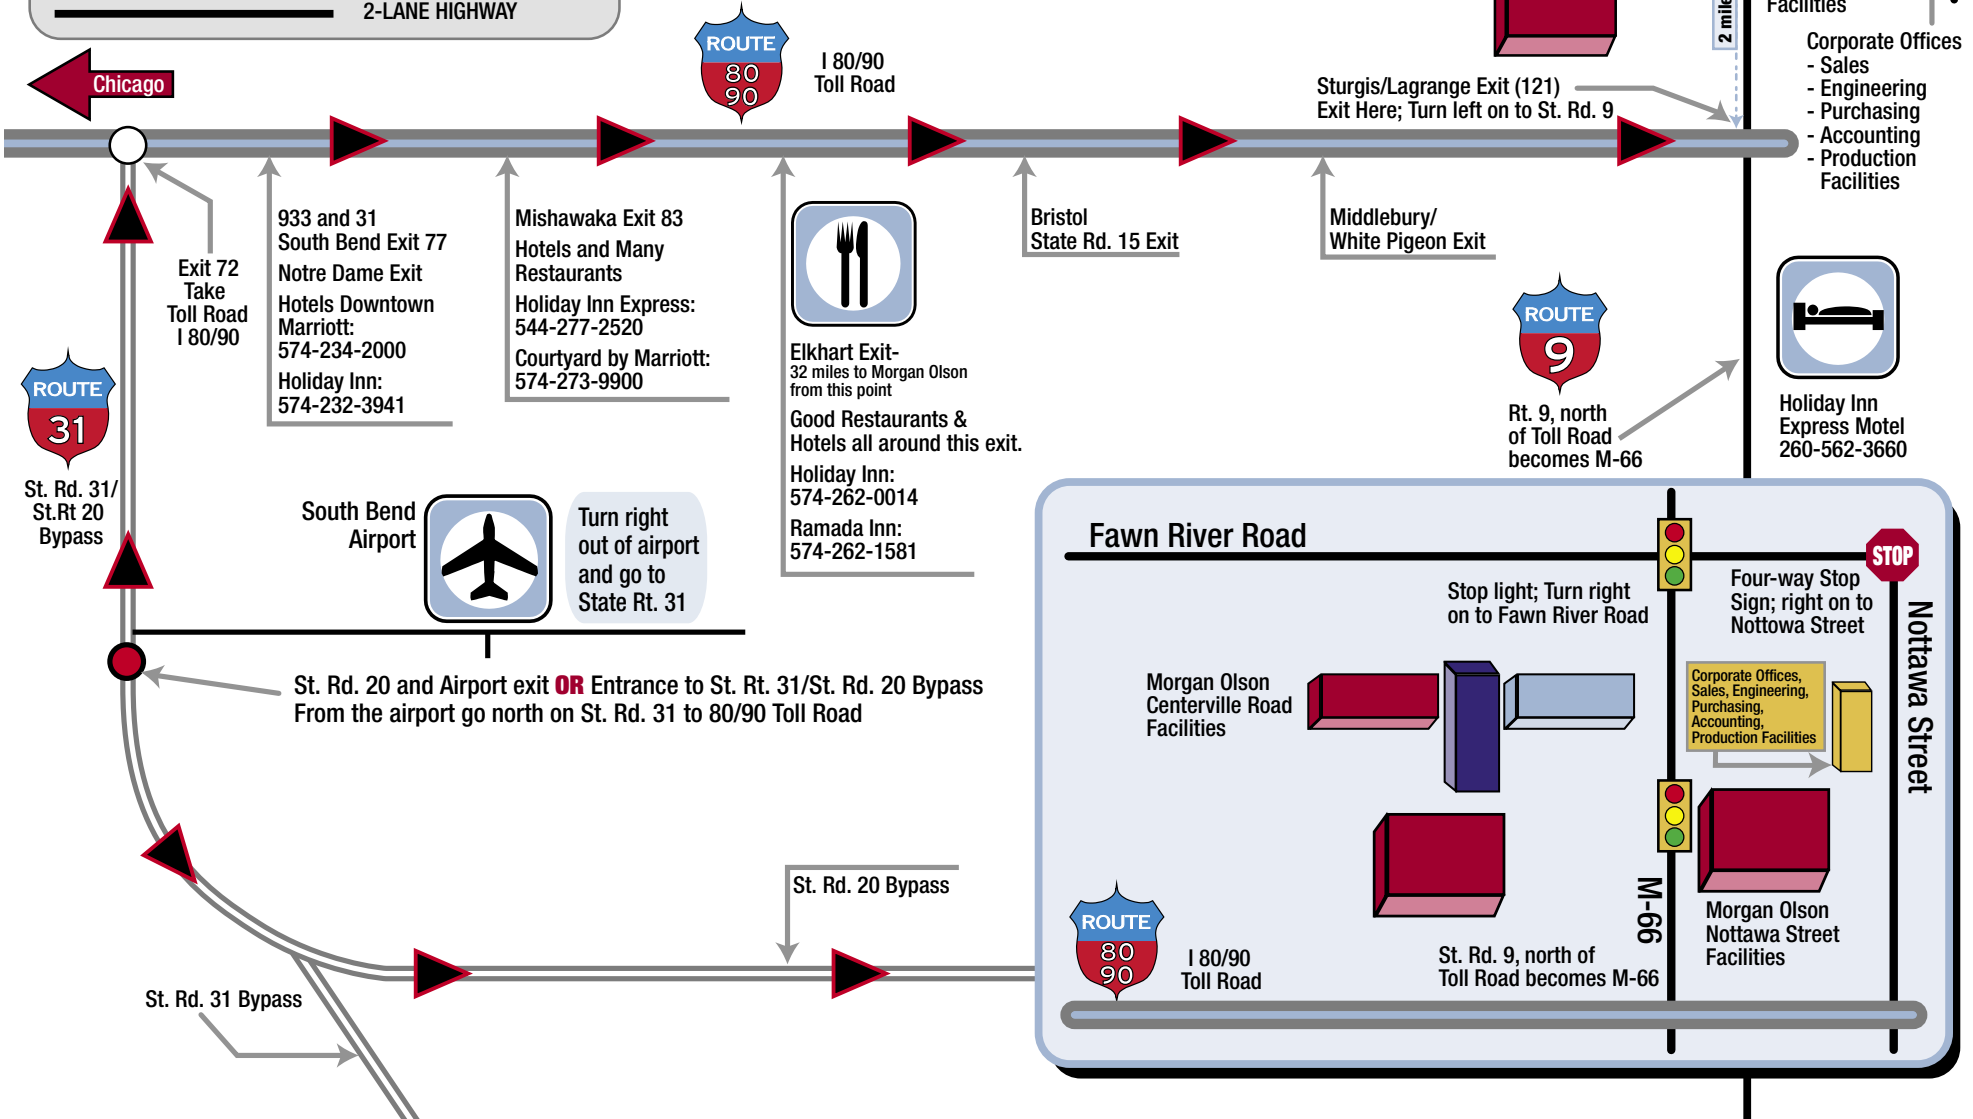 2-LANE HIGHWAY
Chicago
ROUTE
80
90
I 80/90
Toll Road
Sturgis/Lagrange Exit (121)
Exit Here; Turn left on to St. Rd. 9
2 mile
Facilities
Corporate Offices
- Sales
- Engineering
- Purchasing
- Accounting
- Production
Facilities
Exit 72
Take
Toll Road
I 80/90
933 and 31
South Bend Exit 77
Notre Dame Exit
Hotels Downtown
Marriott:
574-234-2000
Holiday Inn:
574-232-3941
Mishawaka Exit 83
Hotels and Many
Restaurants
Holiday Inn Express:
544-277-2520
Courtyard by Marriott:
574-273-9900
Elkhart Exit-
32 miles to Morgan Olson
from this point
Good Restaurants &
Hotels all around this exit.
Holiday Inn:
574-262-0014
Ramada Inn:
574-262-1581
Bristol
State Rd. 15 Exit
Middlebury/
White Pigeon Exit
ROUTE
9
Rt. 9, north
of Toll Road
becomes M-66
Holiday Inn
Express Motel
260-562-3660
ROUTE
31
St. Rd. 31/
St.Rt 20
Bypass
South Bend
Airport
Turn right
out of airport
and go to
State Rt. 31
St. Rd. 20 and Airport exit OR Entrance to St. Rt. 31/St. Rd. 20 Bypass
From the airport go north on St. Rd. 31 to 80/90 Toll Road
St. Rd. 20 Bypass
St. Rd. 31 Bypass
Fawn River Road
STOP
Stop light; Turn right
on to Fawn River Road
Four-way Stop
Sign; right on to
Nottowa Street
Nottawa Street
Morgan Olson
Centerville Road
Facilities
Corporate Offices,
Sales, Engineering,
Purchasing,
Accounting,
Production Facilities
M-66
Morgan Olson
Nottawa Street
Facilities
ROUTE
80
90
I 80/90
Toll Road
St. Rd. 9, north of
Toll Road becomes M-66